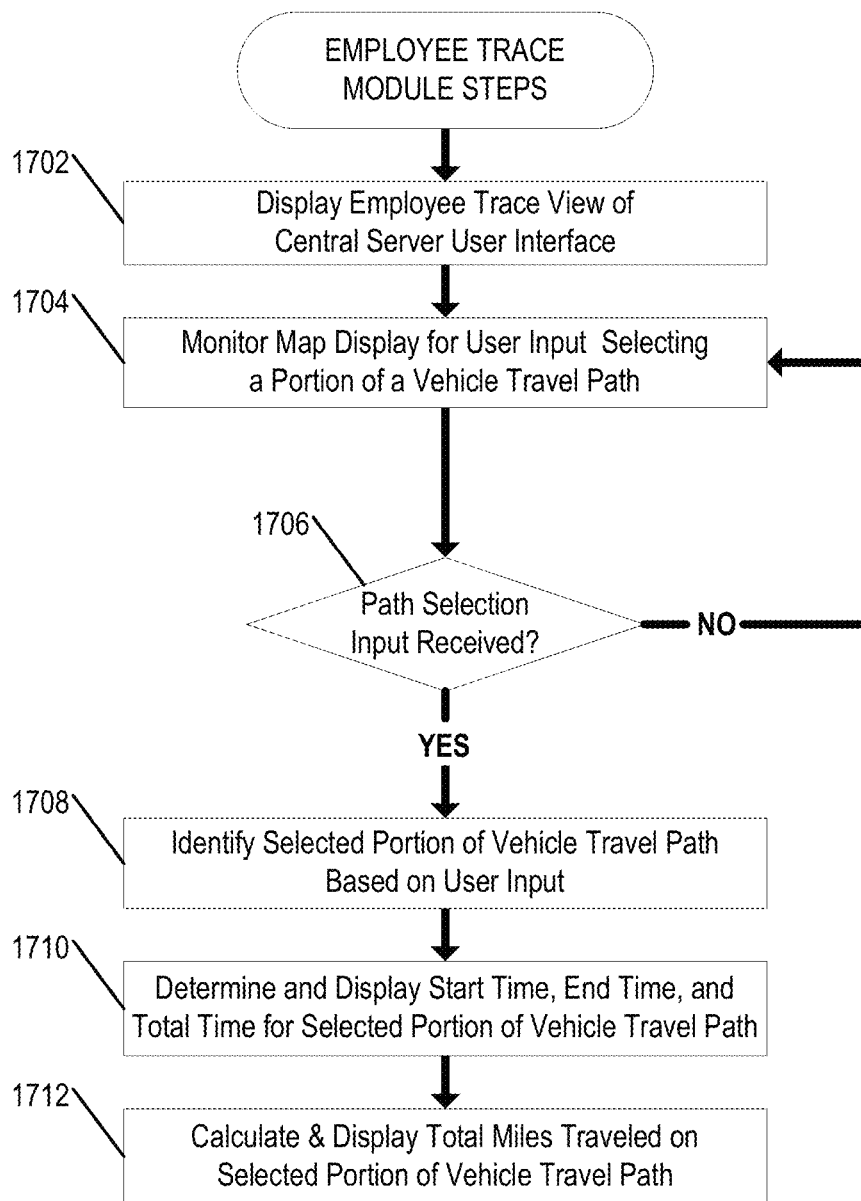 EMPLOYEE TRACE
MODULE STEPS
1702
Display Employee Trace View of
Central Server User Interface
1704
Monitor Map Display for User Input Selecting
a Portion of a Vehicle Travel Path
1706
Path Selection
Input Received?
NO
YES
1708
Identify Selected Portion of Vehicle Travel Path
Based on User Input
1710
Determine and Display Start Time, End Time, and
Total Time for Selected Portion of Vehicle Travel Path
1712
Calculate & Display Total Miles Traveled on
Selected Portion of Vehicle Travel Path